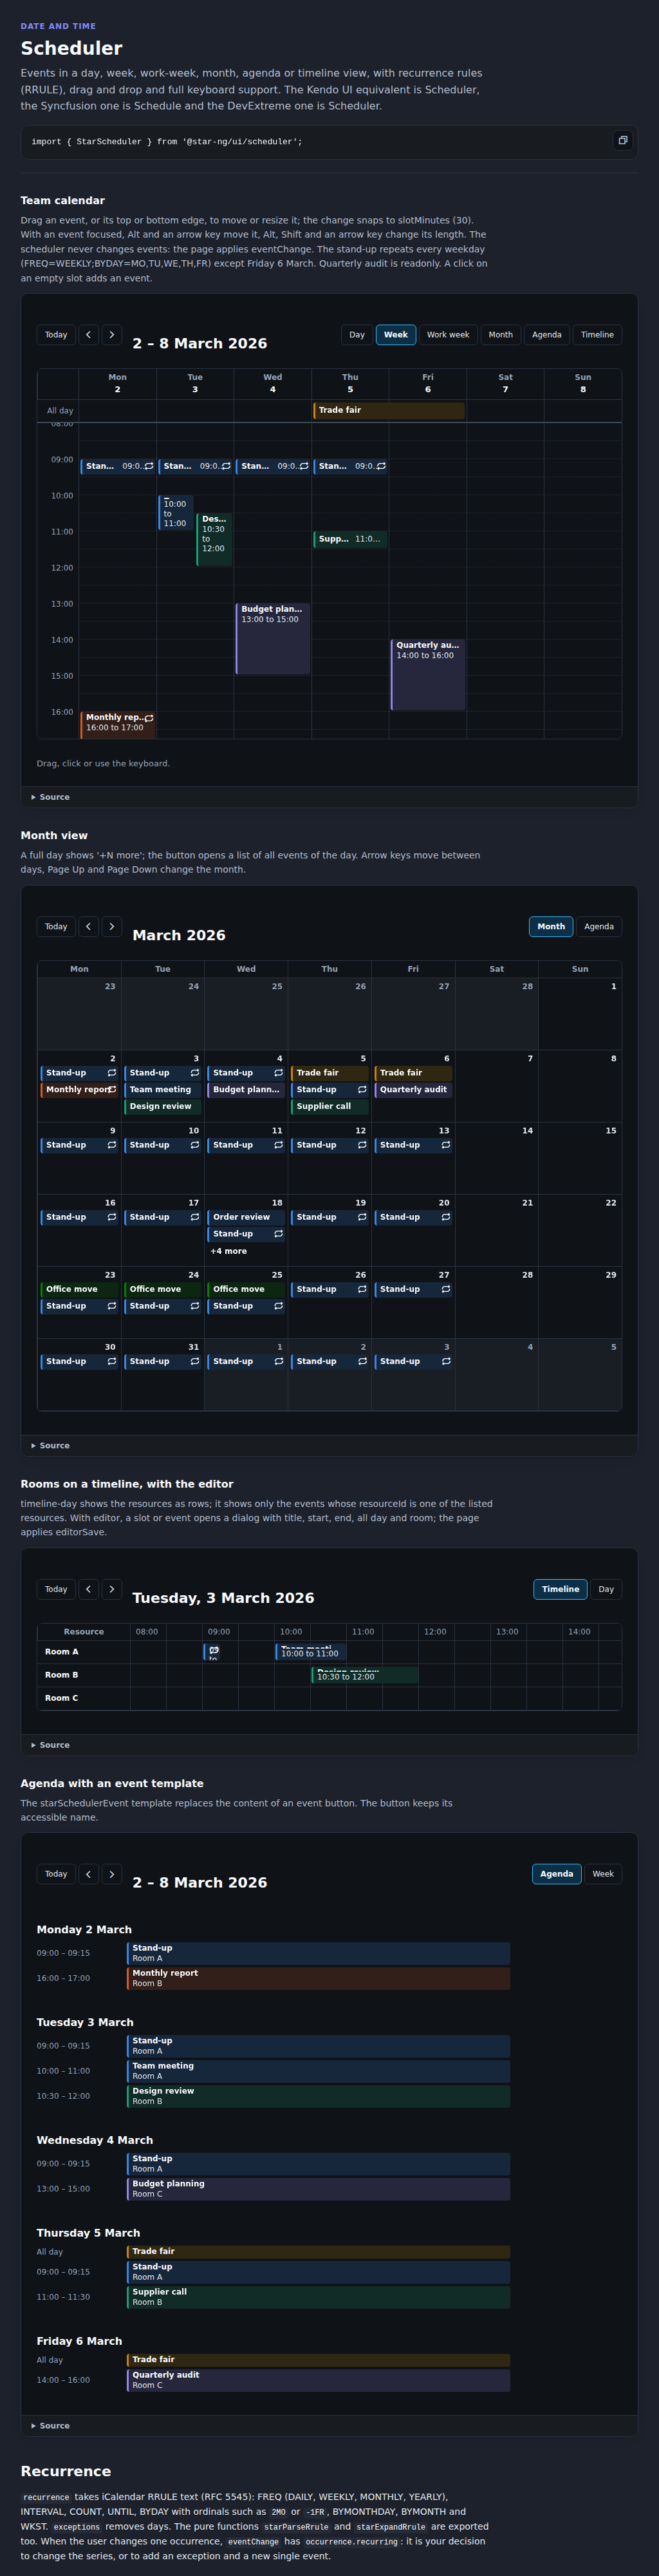 DATE AND TIME
Scheduler
Events in a day, week, work-week, month, agenda or timeline view, with recurrence rules
(RRULE), drag and drop and full keyboard support. The Kendo UI equivalent is Scheduler,
the Syncfusion one is Schedule and the DevExtreme one is Scheduler.
import { StarScheduler } from '@star-ng/ui/scheduler';
Team calendar
Drag an event, or its top or bottom edge, to move or resize it; the change snaps to slotMinutes (30).
With an event focused, Alt and an arrow key move it, Alt, Shift and an arrow key change its length. The
scheduler never changes events: the page applies eventChange. The stand-up repeats every weekday
(FREQ=WEEKLY;BYDAY=MO,TU,WE,TH,FR) except Friday 6 March. Quarterly audit is readonly. A click on
an empty slot adds an event.
Today 2 – 8 March 2026 Day Week Work week Month Agenda Timeline
Mon Tue Wed Thu Fri Sat Sun
2 3 4 5 6 7 8
All day Trade fair
08:00
09:00 Stan… 09:0… Stan… 09:0… Stan… 09:0… Stan… 09:0…
10:00 10:00
to
11:00
Des…
10:30
to
12:00
11:00 Supp… 11:0…
12:00
13:00 Budget plan…
13:00 to 15:00
14:00 Quarterly au…
14:00 to 16:00
15:00
16:00 Monthly rep…
16:00 to 17:00
Drag, click or use the keyboard.
Source
Month view
A full day shows '+N more'; the button opens a list of all events of the day. Arrow keys move between
days, Page Up and Page Down change the month.
Today March 2026 Month Agenda
Mon Tue Wed Thu Fri Sat Sun
23 24 25 26 27 28 1
2 3 4 5 6 7 8
Stand-up Stand-up Stand-up Trade fair Trade fair
Monthly report Team meeting Budget plann… Stand-up Quarterly audit
Design review Supplier call
9 10 11 12 13 14 15
Stand-up Stand-up Stand-up Stand-up Stand-up
16 17 18 19 20 21 22
Stand-up Stand-up Order review Stand-up Stand-up
Stand-up
+4 more
23 24 25 26 27 28 29
Office move Office move Office move Stand-up Stand-up
Stand-up Stand-up Stand-up
30 31 1 2 3 4 5
Stand-up Stand-up Stand-up Stand-up Stand-up
Source
Rooms on a timeline, with the editor
timeline-day shows the resources as rows; it shows only the events whose resourceId is one of the listed
resources. With editor, a slot or event opens a dialog with title, start, end, all day and room; the page
applies editorSave.
Today Tuesday, 3 March 2026 Timeline Day
Resource 08:00 09:00 10:00 11:00 12:00 13:00 14:00
Room A 10:00 to 11:00
Room B 10:30 to 12:00
Room C
Source
Agenda with an event template
The starSchedulerEvent template replaces the content of an event button. The button keeps its
accessible name.
Today 2 – 8 March 2026 Agenda Week
Monday 2 March
09:00 – 09:15 Stand-up
Room A
16:00 – 17:00 Monthly report
Room B
Tuesday 3 March
09:00 – 09:15 Stand-up
Room A
10:00 – 11:00 Team meeting
Room A
10:30 – 12:00 Design review
Room B
Wednesday 4 March
09:00 – 09:15 Stand-up
Room A
13:00 – 15:00 Budget planning
Room C
Thursday 5 March
All day Trade fair
09:00 – 09:15 Stand-up
Room A
11:00 – 11:30 Supplier call
Room B
Friday 6 March
All day Trade fair
14:00 – 16:00 Quarterly audit
Room C
Source
Recurrence
recurrence takes iCalendar RRULE text (RFC 5545): FREQ (DAILY, WEEKLY, MONTHLY, YEARLY),
INTERVAL, COUNT, UNTIL, BYDAY with ordinals such as 2MO or -1FR, BYMONTHDAY, BYMONTH and
WKST. exceptions removes days. The pure functions starParseRrule and starExpandRrule are exported
too. When the user changes one occurrence, eventChange has occurrence.recurring: it is your decision
to change the series, or to add an exception and a new single event.